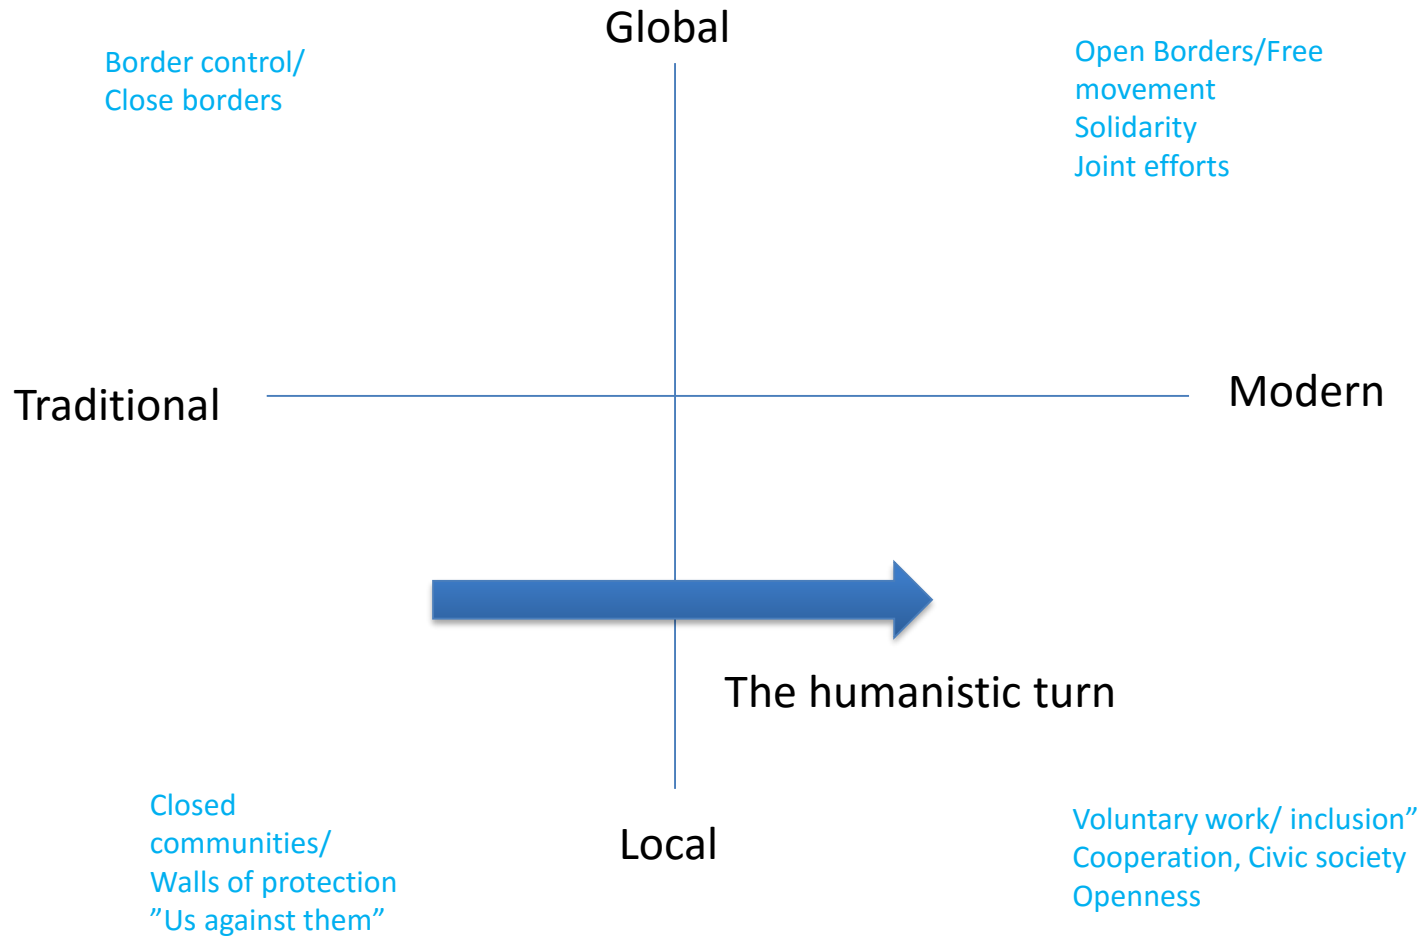 Global
Border control/
Close borders
Open Borders/Free
movement
Solidarity
Joint efforts
Traditional
Modern
The humanistic turn
Closed
communities/
Walls of protection
”Us against them”
Local
Voluntary work/ inclusion”
Cooperation, Civic society
Openness